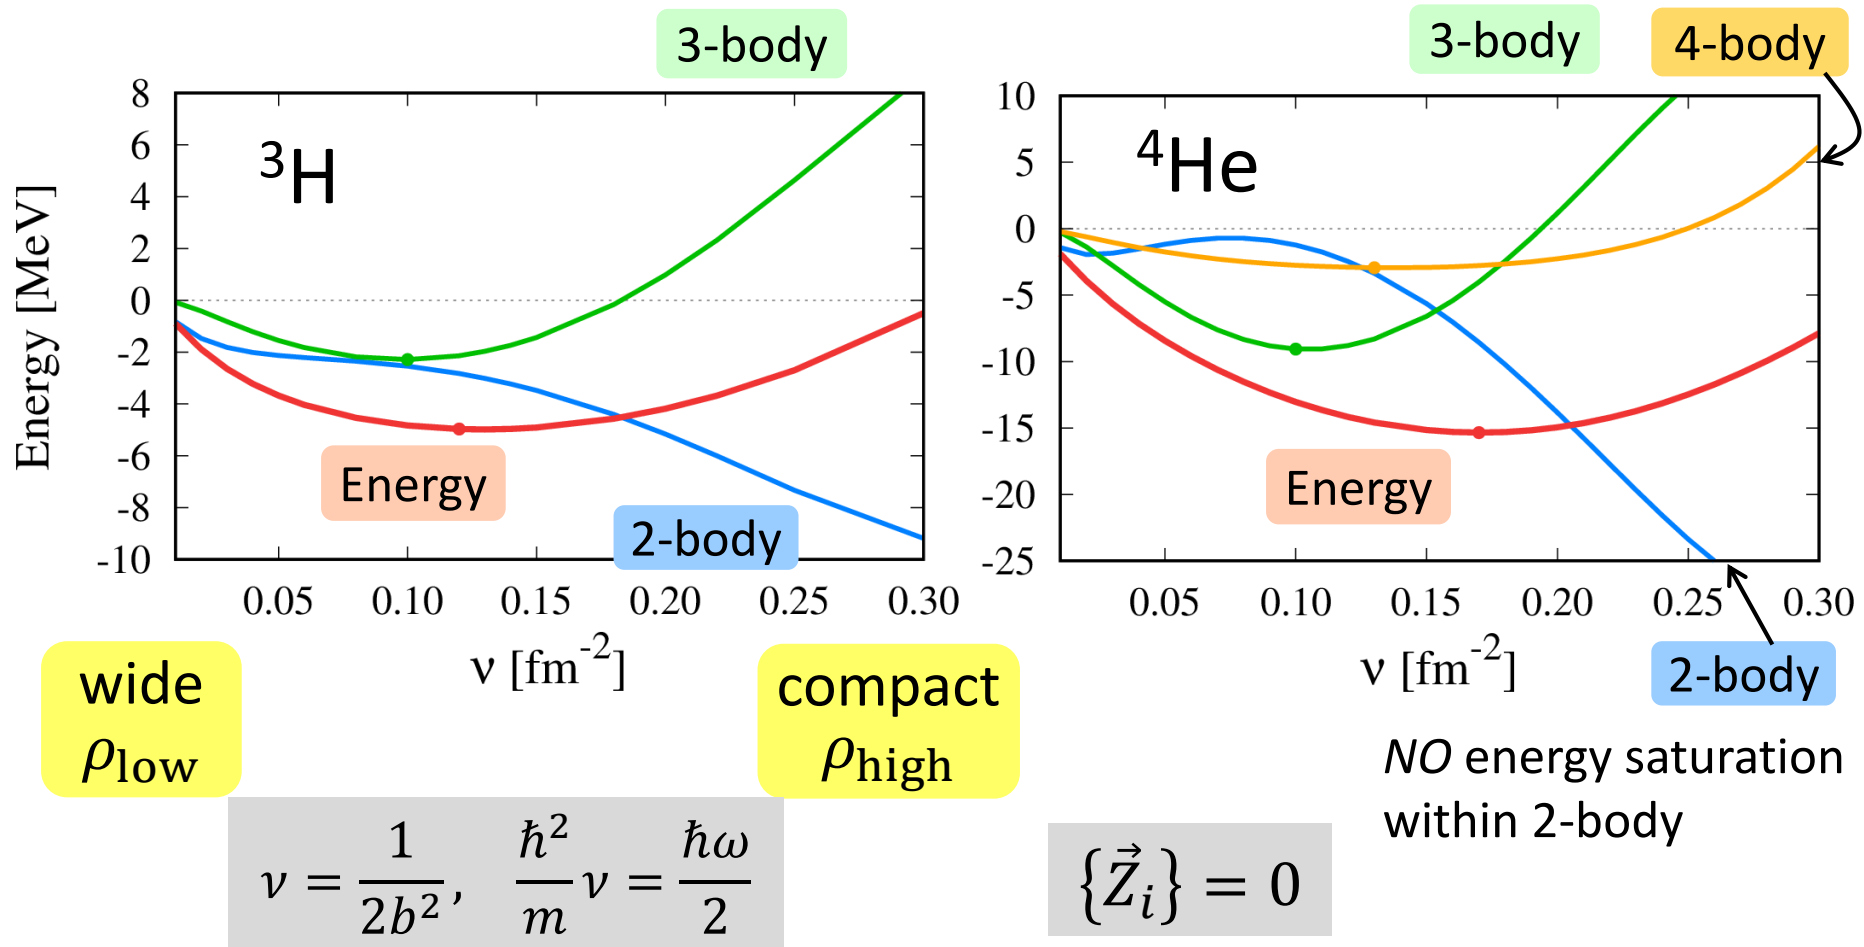 3-body
3-body
4-body
8
6
4
2
0
-2
-4
-6
-8
-10
³H
Energy [MeV]
Energy
2-body
0.05 0.10 0.15 0.20 0.25 0.30
ν [fm⁻²]
10
5
0
-5
-10
-15
-20
-25
⁴He
Energy
0.05 0.10 0.15 0.20 0.25 0.30
ν [fm⁻²]
2-body
wide
ρ_low
compact
ρ_high
NO energy saturation
within 2-body
ν = 1/2b², ħ²/m ν = ħω/2
{Z⃗_i} = 0